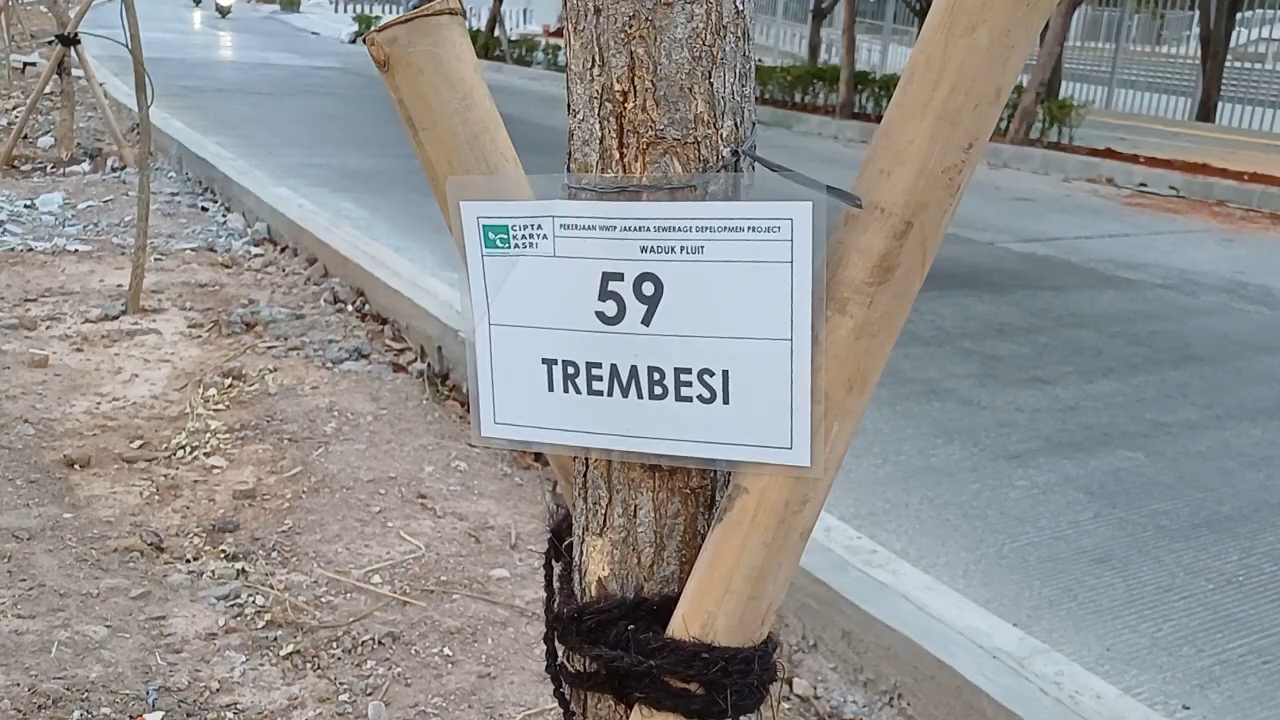 CIPTA
KARYA
ASRI
PEKERJAAN WWTP JAKARTA SEWERAGE DEPELOPMEN PROJECT
WADUK PLUIT
59
TREMBESI